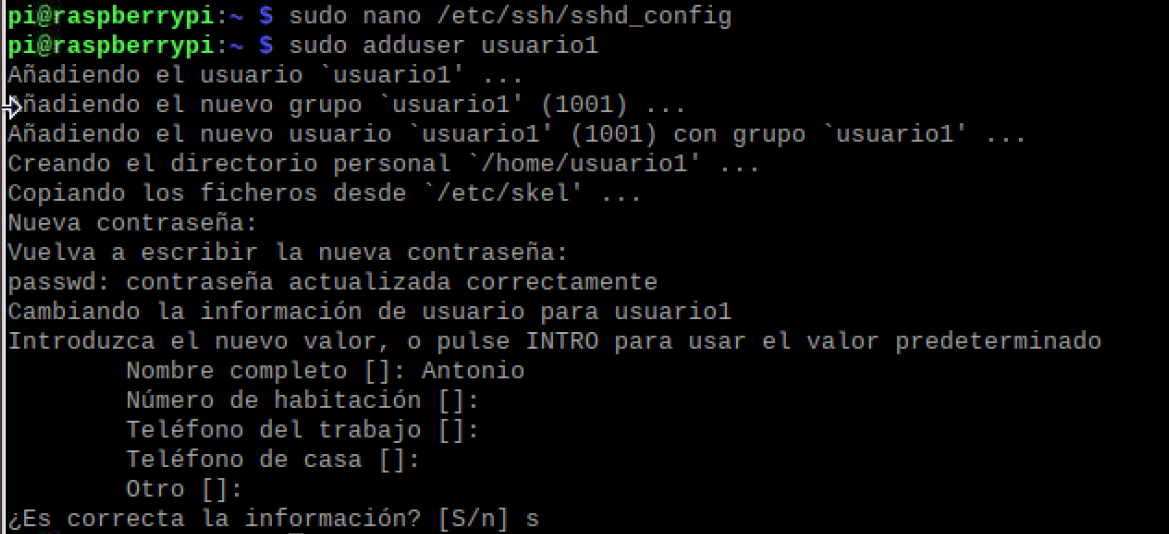 pi@raspberrypi:~ $ sudo nano /etc/ssh/sshd_config
pi@raspberrypi:~ $ sudo adduser usuario1
Añadiendo el usuario `usuario1' ...
Añadiendo el nuevo grupo `usuario1' (1001) ...
Añadiendo el nuevo usuario `usuario1' (1001) con grupo `usuario1' ...
Creando el directorio personal `/home/usuario1' ...
Copiando los ficheros desde `/etc/skel' ...
Nueva contraseña:
Vuelva a escribir la nueva contraseña:
passwd: contraseña actualizada correctamente
Cambiando la información de usuario para usuario1
Introduzca el nuevo valor, o pulse INTRO para usar el valor predeterminado
Nombre completo []: Antonio
Número de habitación []:
Teléfono del trabajo []:
Teléfono de casa []:
Otro []:
¿Es correcta la información? [S/n] s